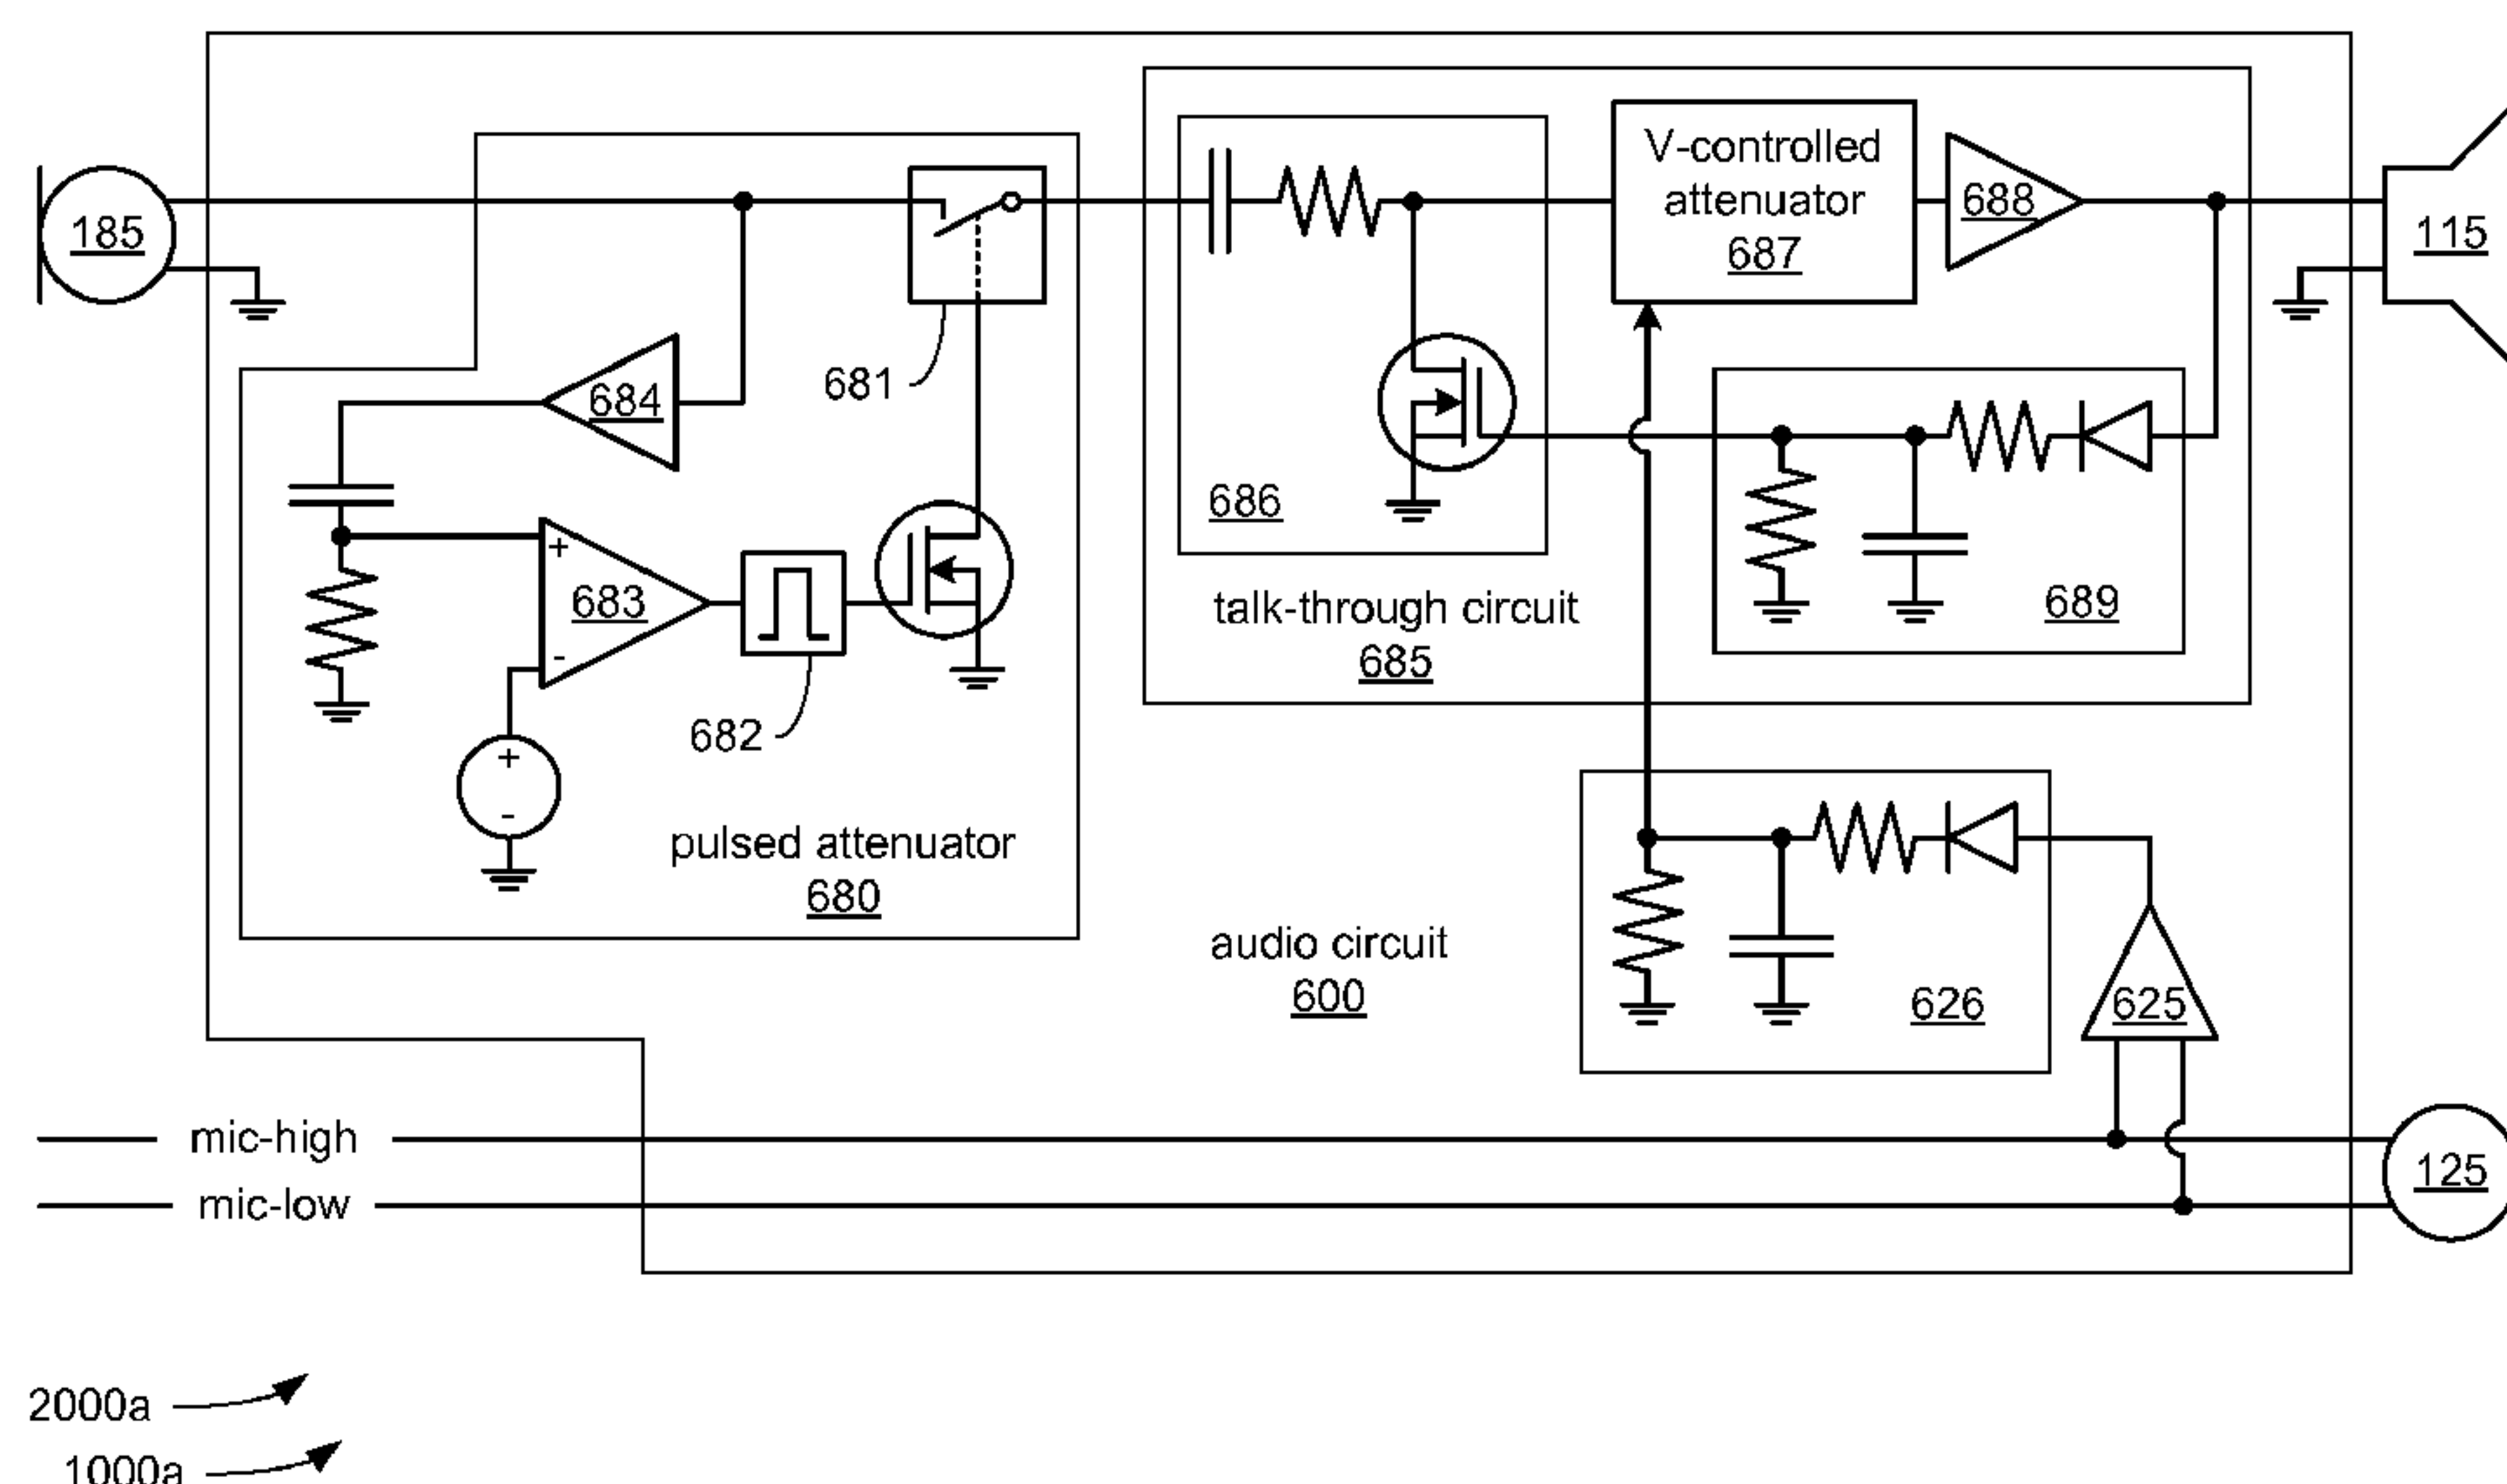 V-controlled
attenuator
687
688
185
115
681
684
686
+
683
-
682
talk-through circuit
685
689
+
-
pulsed attenuator
680
audio circuit
600
626
625
mic-high
125
mic-low
2000a
1000a